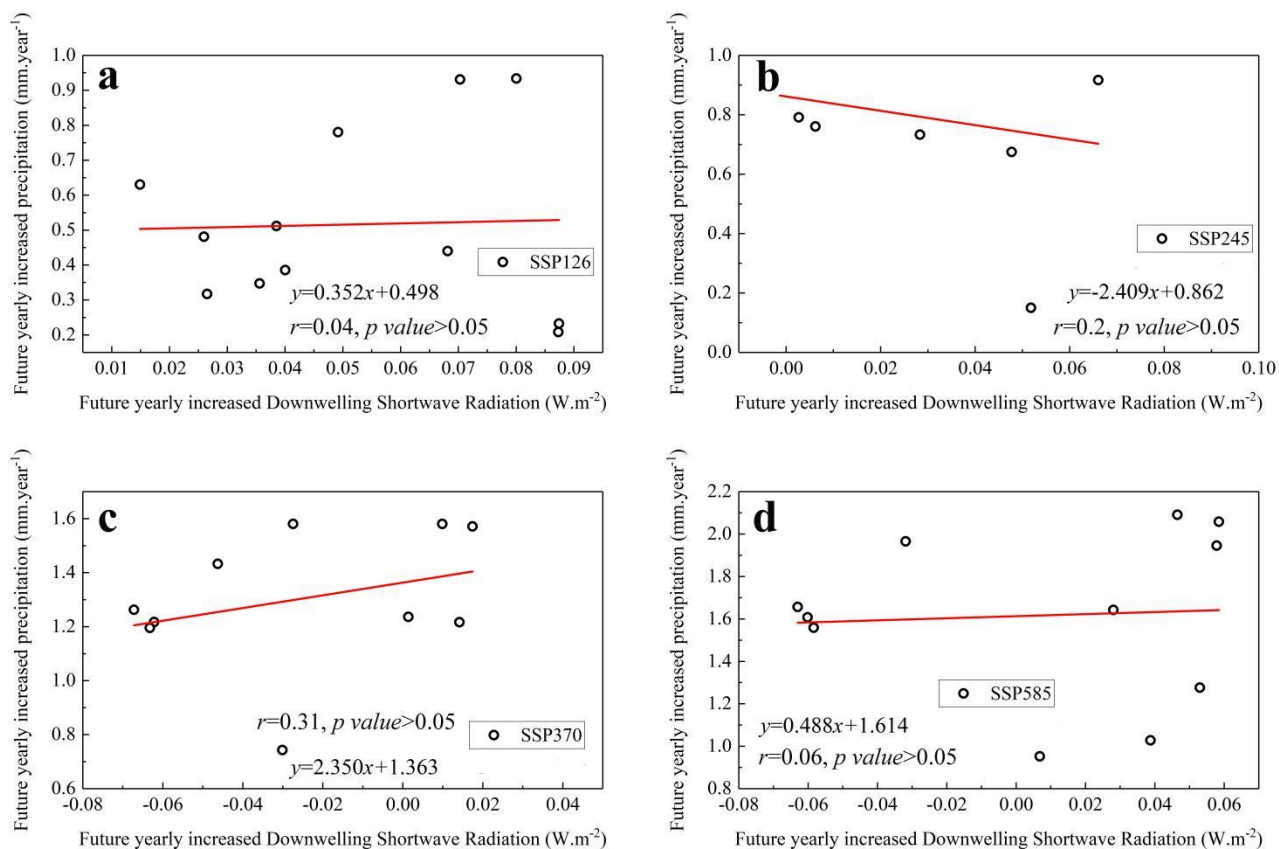 a
Future yearly increased precipitation (mm.year-1)
1.0
0.9
0.8
0.7
0.6
0.5
0.4
0.3
0.2
SSP126
y=0.352x+0.498
r=0.04, p value>0.05
0.01 0.02 0.03 0.04 0.05 0.06 0.07 0.08 0.09
Future yearly increased Downwelling Shortwave Radiation (W.m-2)
b
Future yearly increased precipitation (mm.year-1)
1.0
0.8
0.6
0.4
0.2
0.0
SSP245
y=-2.409x+0.862
r=0.2, p value>0.05
0.00 0.02 0.04 0.06 0.08 0.10
Future yearly increased Downwelling Shortwave Radiation (W.m-2)
c
Future yearly increased precipitation (mm.year-1)
1.6
1.4
1.2
1.0
0.8
0.6
r=0.31, p value>0.05
SSP370
y=2.350x+1.363
-0.08 -0.06 -0.04 -0.02 0.00 0.02 0.04
Future yearly increased Downwelling Shortwave Radiation (W.m-2)
d
Future yearly increased precipitation (mm.year-1)
2.2
2.0
1.8
1.6
1.4
1.2
1.0
0.8
SSP585
y=0.488x+1.614
r=0.06, p value>0.05
-0.08 -0.06 -0.04 -0.02 0.00 0.02 0.04 0.06
Future yearly increased Downwelling Shortwave Radiation (W.m-2)